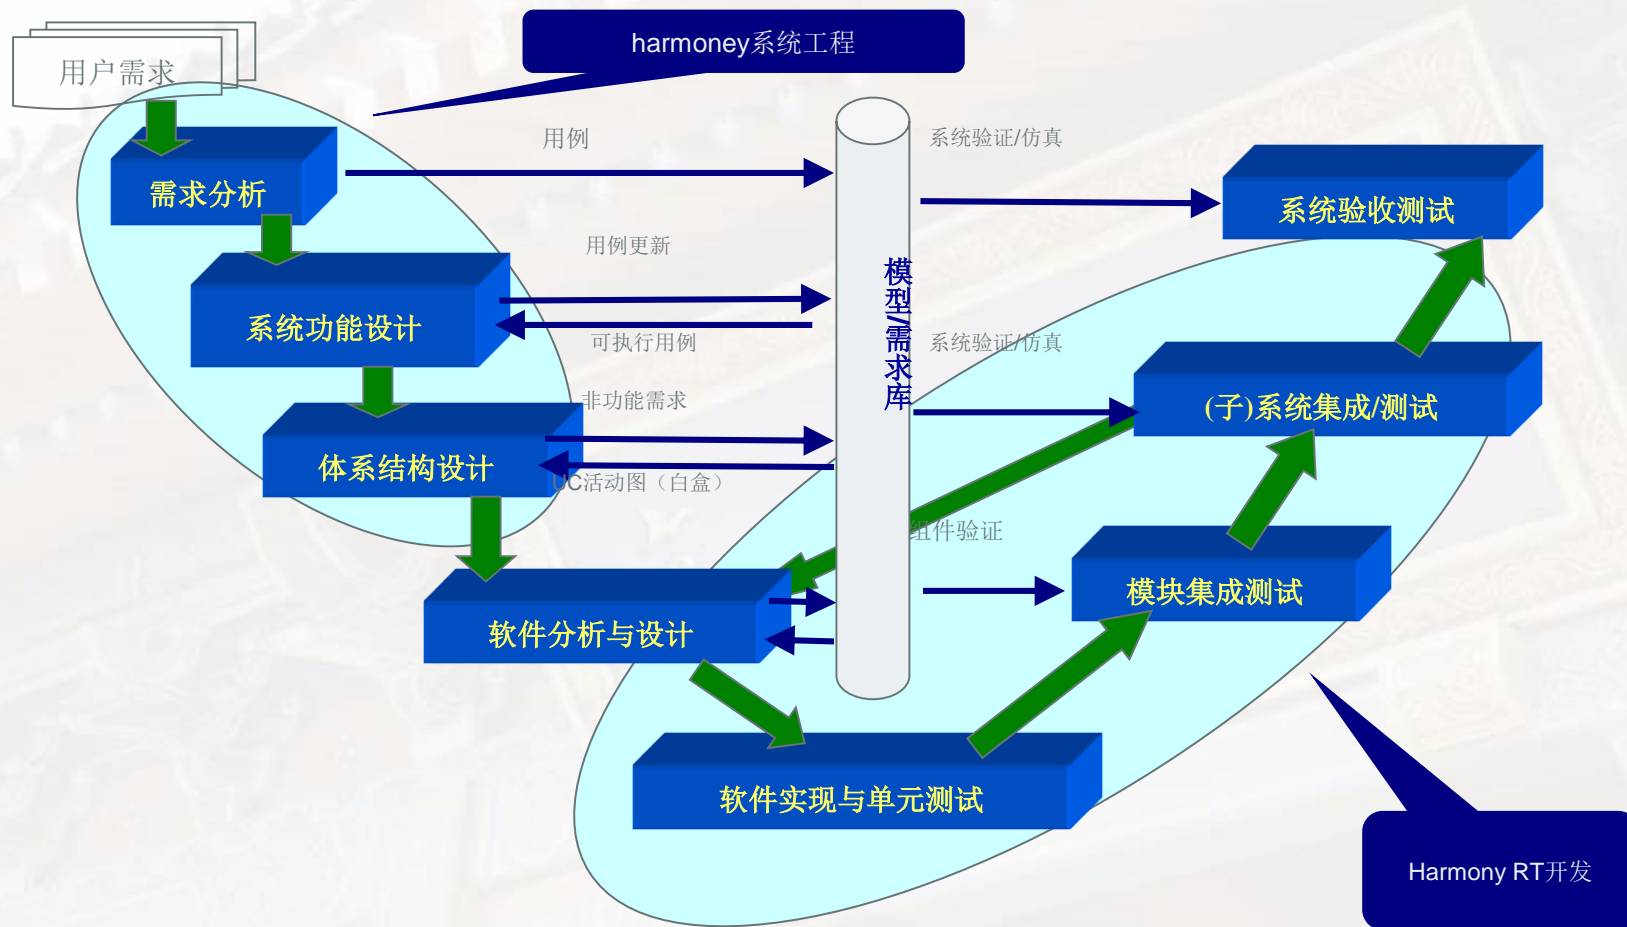 harmoney系统工程
用户需求
用例
系统验证/仿真
需求分析
系统验收测试
用例更新
系统功能设计
可执行用例
模型/需求库
系统验证/仿真
非功能需求
(子)系统集成/测试
体系结构设计
UC活动图（白盒）
组件验证
模块集成测试
软件分析与设计
软件实现与单元测试
Harmony RT开发